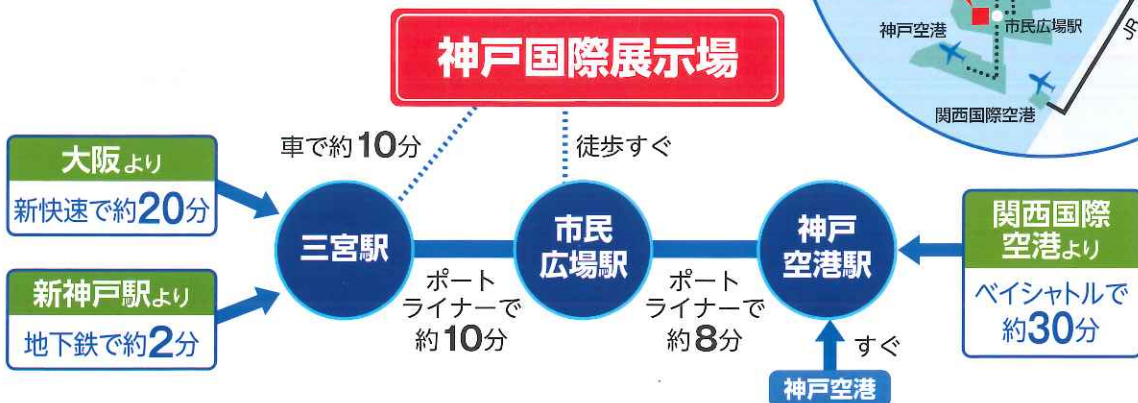 神戸国際展示場
神戸空港
市民広場駅
JR
関西国際空港
車で約10分
徒歩すぐ
大阪より
新快速で約20分
新神戸駅より
地下鉄で約2分
三宮駅
ポート
ライナーで
約10分
市民
広場駅
ポート
ライナーで
約8分
神戸
空港駅
すぐ
神戸空港
関西国際
空港より
ベイシャトルで
約30分